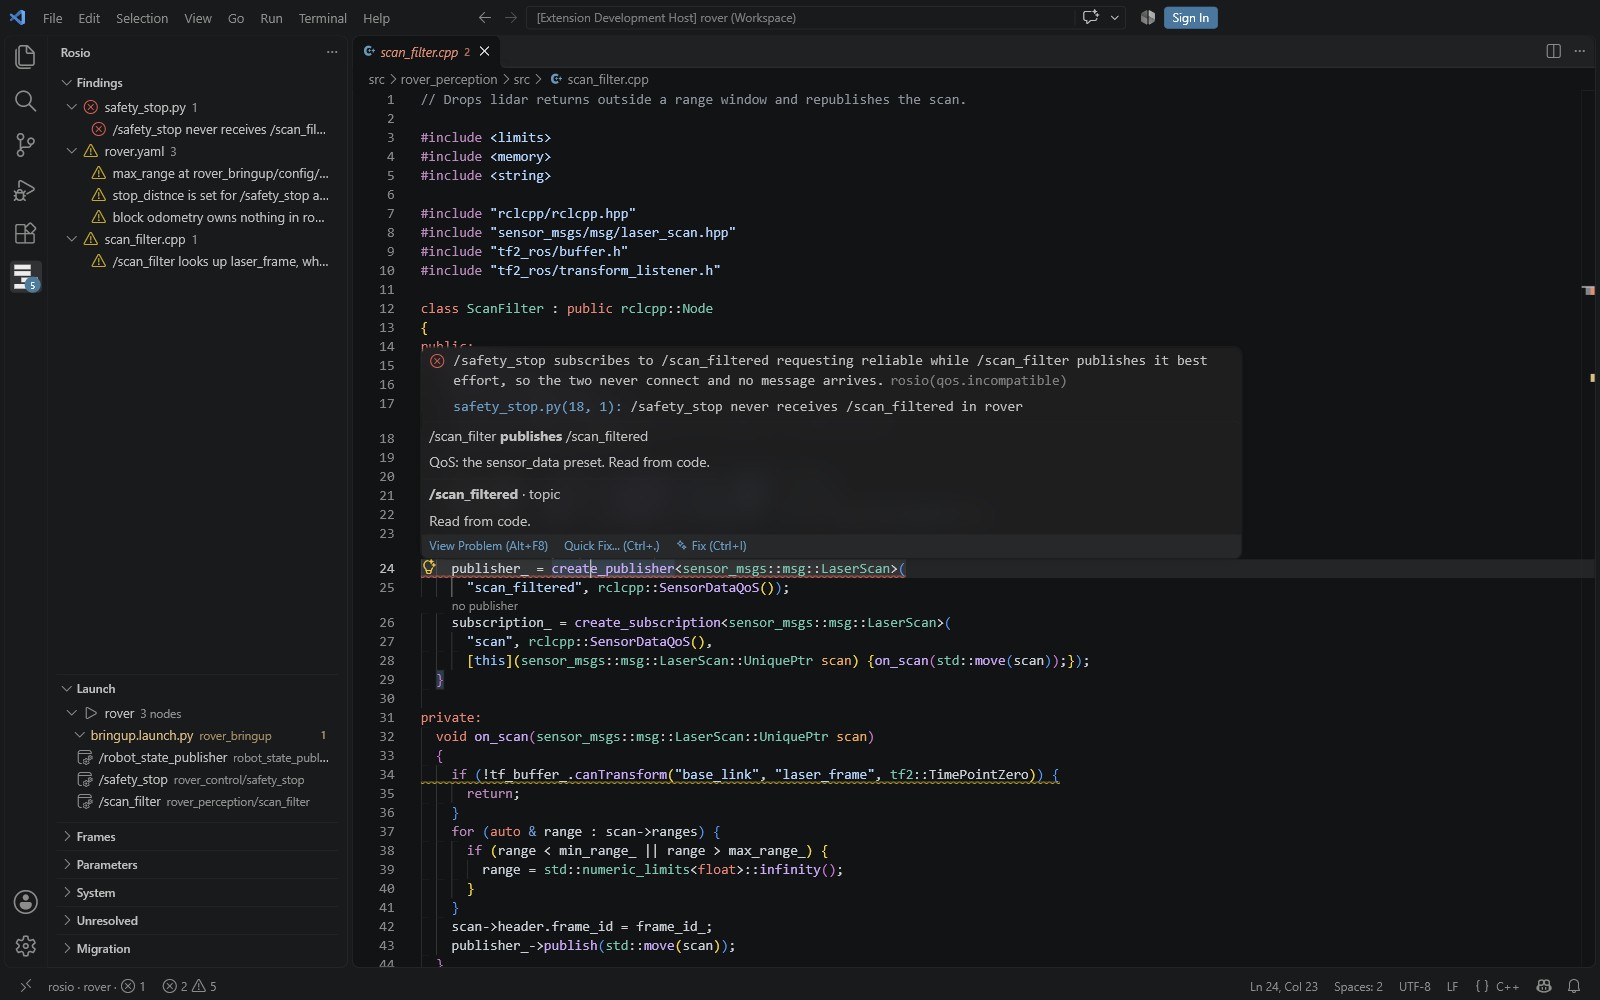 File Edit Selection View Go Run Terminal Help
[Extension Development Host] rover (Workspace)
Sign In
Rosio
Findings
safety_stop.py 1
/safety_stop never receives /scan_fil...
rover.yaml 3
max_range at rover_bringup/config/...
stop_distnce is set for /safety_stop a...
block odometry owns nothing in ro...
scan_filter.cpp 1
/scan_filter looks up laser_frame, wh...
5
Launch
rover 3 nodes
bringup.launch.py rover_bringup 1
/robot_state_publisher robot_state_publ...
/safety_stop rover_control/safety_stop
/scan_filter rover_perception/scan_filter
Frames
Parameters
System
Unresolved
Migration
scan_filter.cpp 2
src > rover_perception > src > scan_filter.cpp
1 // Drops lidar returns outside a range window and republishes the scan.
2
3 #include <limits>
4 #include <memory>
5 #include <string>
6
7 #include "rclcpp/rclcpp.hpp"
8 #include "sensor_msgs/msg/laser_scan.hpp"
9 #include "tf2_ros/buffer.h"
10 #include "tf2_ros/transform_listener.h"
11
12 class ScanFilter : public rclcpp::Node
13 {
14 public:
15
16
17
18
19
20
21
22
23
/safety_stop subscribes to /scan_filtered requesting reliable while /scan_filter publishes it best
effort, so the two never connect and no message arrives. rosio(qos.incompatible)
safety_stop.py(18, 1): /safety_stop never receives /scan_filtered in rover
/scan_filter publishes /scan_filtered
QoS: the sensor_data preset. Read from code.
/scan_filtered · topic
Read from code.
View Problem (Alt+F8) Quick Fix... (Ctrl+.) Fix (Ctrl+I)
24 publisher_ = create_publisher<sensor_msgs::msg::LaserScan>(
25 "scan_filtered", rclcpp::SensorDataQoS());
no publisher
26 subscription_ = create_subscription<sensor_msgs::msg::LaserScan>(
27 "scan", rclcpp::SensorDataQoS(),
28 [this](sensor_msgs::msg::LaserScan::UniquePtr scan) {on_scan(std::move(scan));});
29 }
30
31 private:
32 void on_scan(sensor_msgs::msg::LaserScan::UniquePtr scan)
33 {
34 if (!tf_buffer_.canTransform("base_link", "laser_frame", tf2::TimePointZero)) {
35 return;
36 }
37 for (auto & range : scan->ranges) {
38 if (range < min_range_ || range > max_range_) {
39 range = std::numeric_limits<float>::infinity();
40 }
41 }
42 scan->header.frame_id = frame_id_;
43 publisher_->publish(std::move(scan));
44 }
rosio · rover · 1 2 5
Ln 24, Col 23 Spaces: 2 UTF-8 LF { } C++